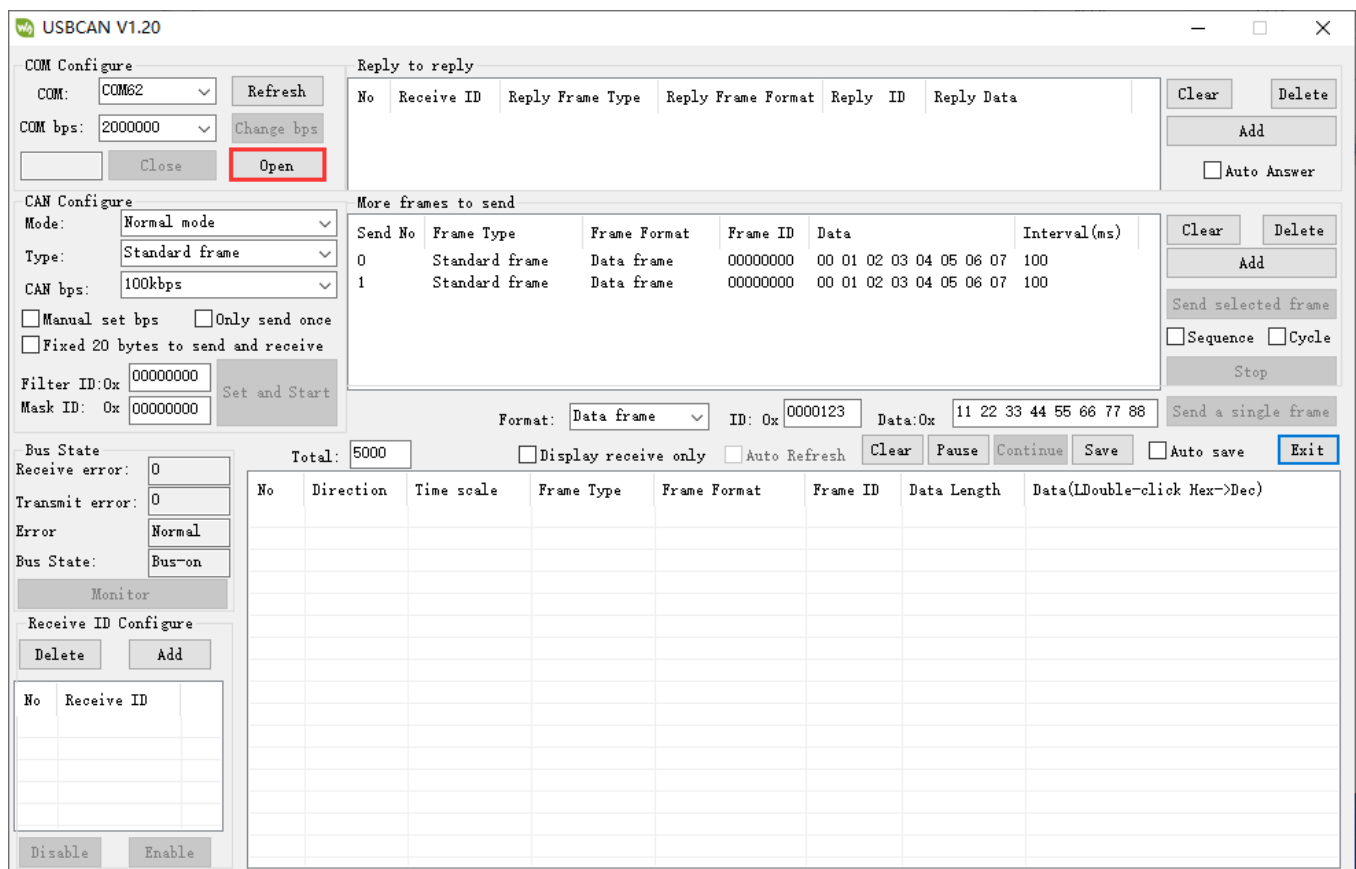 USBCAN V1.20
COM Configure
COM: COM62 Refresh
COM bps: 2000000 Change bps
Close Open
Reply to reply
No Receive ID Reply Frame Type Reply Frame Format Reply ID Reply Data
Clear Delete
Add
Auto Answer
CAN Configure
Mode: Normal mode
Type: Standard frame
CAN bps: 100kbps
Manual set bps Only send once
Fixed 20 bytes to send and receive
Filter ID:0x 00000000
Mask ID: 0x 00000000
Set and Start
More frames to send
Send No Frame Type Frame Format Frame ID Data Interval(ms)
0 Standard frame Data frame 00000000 00 01 02 03 04 05 06 07 100
1 Standard frame Data frame 00000000 00 01 02 03 04 05 06 07 100
Clear Delete
Add
Send selected frame
Sequence Cycle
Stop
Format: Data frame ID: 0x 0000123 Data:0x 11 22 33 44 55 66 77 88 Send a single frame
Total: 5000 Display receive only Auto Refresh Clear Pause Continue Save Auto save Exit
Bus State
Receive error: 0
Transmit error: 0
Error Normal
Bus State: Bus-on
Monitor
No Direction Time scale Frame Type Frame Format Frame ID Data Length Data(LDouble-click Hex->Dec)
Receive ID Configure
Delete Add
No Receive ID
Disable Enable